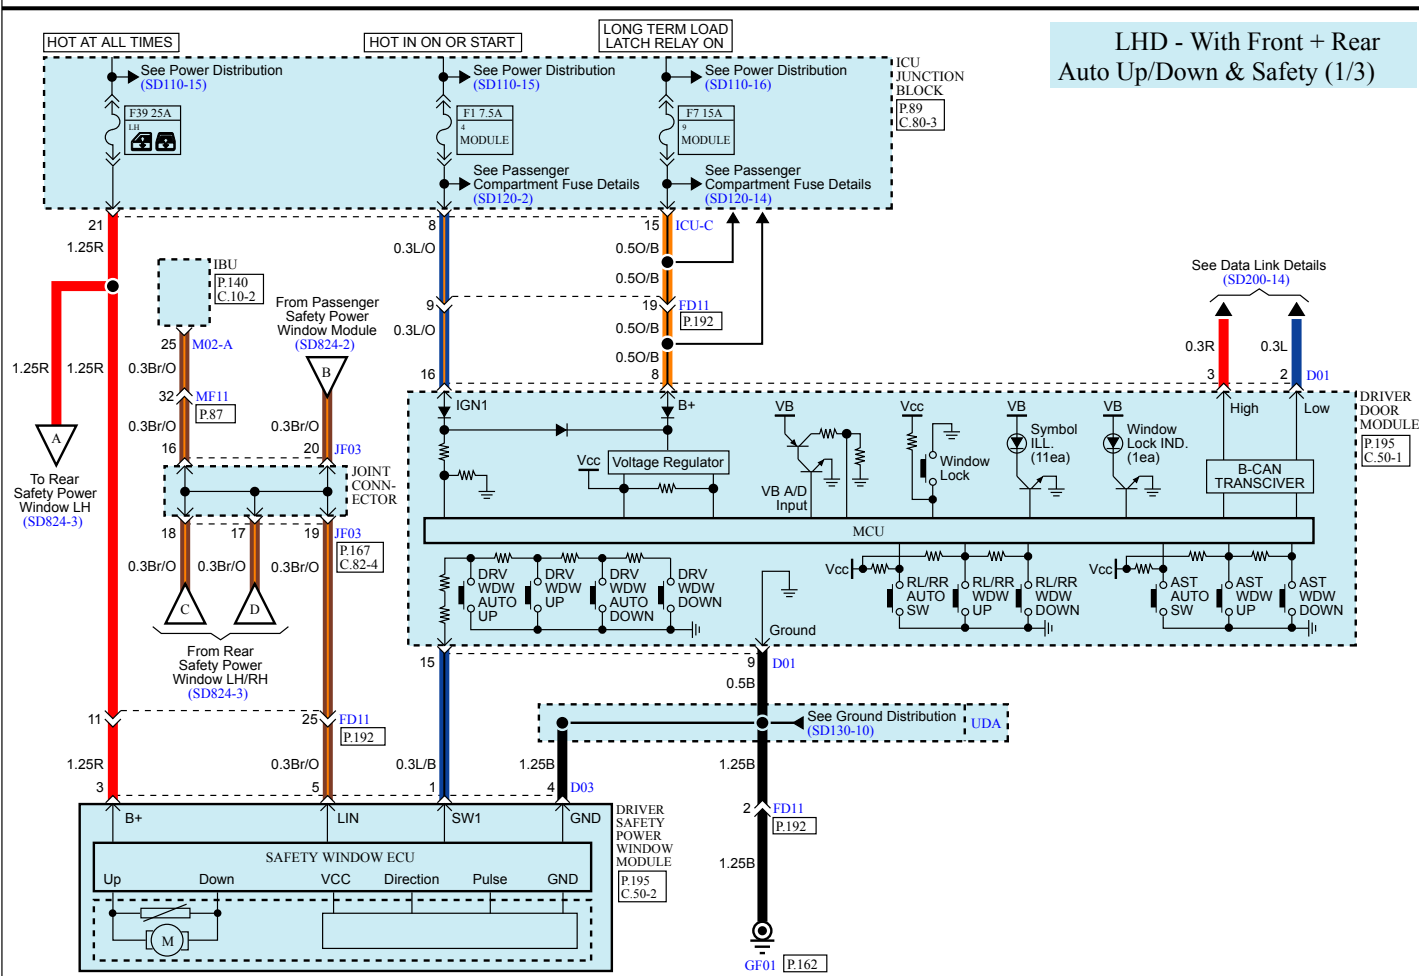 LHD - With Front + Rear
Auto Up/Down & Safety (1/3)
HOT AT ALL TIMES
HOT IN ON OR START
LONG TERM LOAD
LATCH RELAY ON
See Power Distribution
(SD110-15)
See Power Distribution
(SD110-15)
See Power Distribution
(SD110-16)
ICU
JUNCTION
BLOCK
P.89
C.80-3
F39 25A
LH
F1 7.5A
4
MODULE
F7 15A
9
MODULE
See Passenger
Compartment Fuse Details
(SD120-2)
See Passenger
Compartment Fuse Details
(SD120-14)
21
8
15
ICU-C
1.25R
0.3L/O
0.5O/B
0.5O/B
IBU
P.140
C.10-2
From Passenger
Safety Power
Window Module
(SD824-2)
B
9
19
FD11
P.192
See Data Link Details
(SD200-14)
25
M02-A
0.3L/O
0.5O/B
0.5O/B
0.3R
0.3L
1.25R
1.25R
0.3Br/O
16
8
3
2
D01
32
MF11
P.87
0.3Br/O
0.3Br/O
A
To Rear
Safety Power
Window LH
(SD824-3)
16
20
JF03
JOINT
CONN-
ECTOR
18
17
19
JF03
P.167
C.82-4
0.3Br/O
0.3Br/O
0.3Br/O
C
D
From Rear
Safety Power
Window LH/RH
(SD824-3)
DRIVER
DOOR
MODULE
P.195
C.50-1
IGN1
B+
VB
Vcc
VB
VB
High
Low
Symbol
ILL.
(11ea)
Window
Lock IND.
(1ea)
Vcc
Voltage Regulator
Window
Lock
VB A/D
Input
B-CAN
TRANSCIVER
MCU
DRV
WDW
AUTO
UP
DRV
WDW
UP
DRV
WDW
AUTO
DOWN
DRV
WDW
DOWN
Vcc
RL/RR
AUTO
SW
RL/RR
WDW
UP
RL/RR
WDW
DOWN
Vcc
AST
AUTO
SW
AST
WDW
UP
AST
WDW
DOWN
Ground
15
9
D01
0.5B
11
25
FD11
P.192
See Ground Distribution
(SD130-10)
UDA
1.25R
0.3Br/O
0.3L/B
1.25B
1.25B
3
5
1
4
D03
2
FD11
P.192
B+
LIN
SW1
GND
DRIVER
SAFETY
POWER
WINDOW
MODULE
P.195
C.50-2
SAFETY WINDOW ECU
Up
Down
VCC
Direction
Pulse
GND
M
1.25B
GF01
P.162